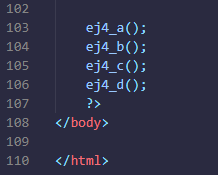 102
103 ej4_a();
104 ej4_b();
105 ej4_c();
106 ej4_d();
107 ?>
108 </body>
109
110 </html>